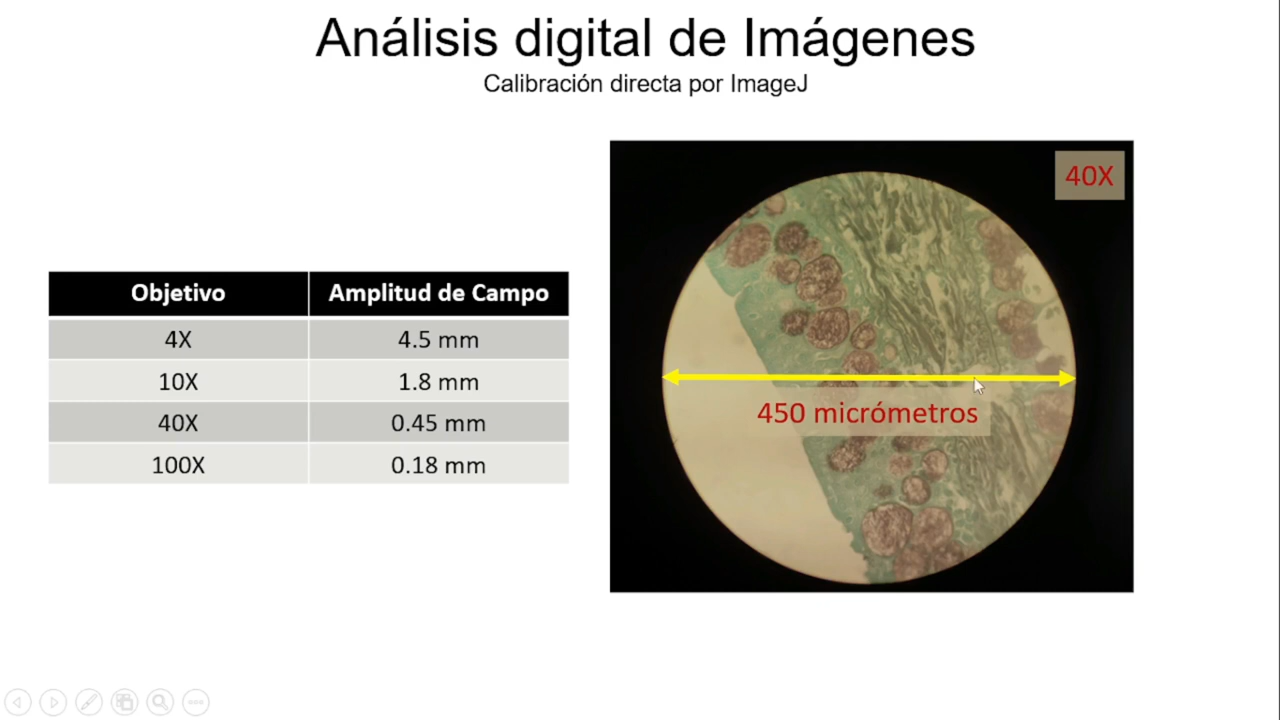 Análisis digital de Imágenes
Calibración directa por ImageJ
Objetivo Amplitud de Campo
4X 4.5 mm
10X 1.8 mm
40X 0.45 mm
100X 0.18 mm
40X
450 micrómetros